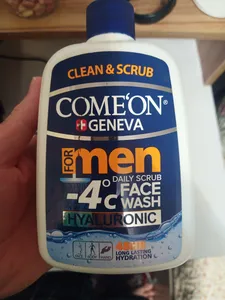 CLEAN & SCRUB
COME'ON®
GENEVA
FOR men
-4°C
DAILY SCRUB
FACE
WASH
HYALURONIC
LONG LASTING
HYDRATION